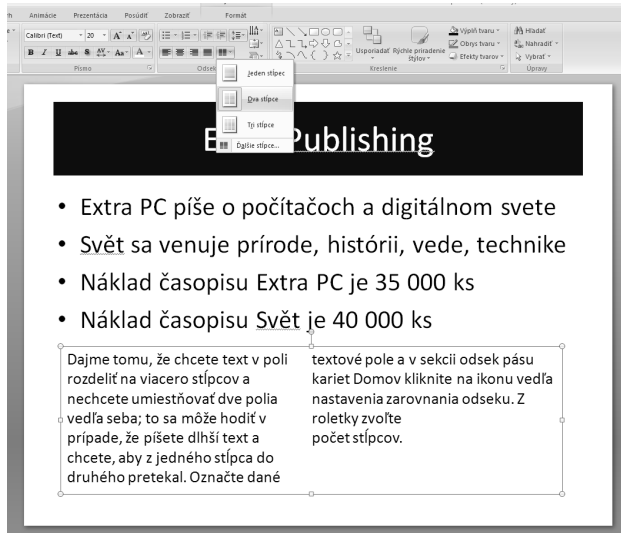 Animácie Prezentácia Posúdiť Zobraziť Formát
Calibri (Text) 20
Písmo
Usporiadať Rýchle priradenie štýlov
Výplň tvaru
Obrys tvaru
Efekty tvarov
Kreslenie
Hľadať
Nahradiť
Vybrať
Úpravy
Odsek
Jeden stĺpec
Dva stĺpce
Tri stĺpce
Ďalšie stĺpce...
Publishing
• Extra PC píše o počítačoch a digitálnom svete
• Svět sa venuje prírode, histórii, vede, technike
• Náklad časopisu Extra PC je 35 000 ks
• Náklad časopisu Svět je 40 000 ks
Dajme tomu, že chcete text v poli
rozdeliť na viacero stĺpcov a
nechcete umiestňovať dve polia
vedľa seba; to sa môže hodiť v
prípade, že píšete dlhší text a
chcete, aby z jedného stĺpca do
druhého pretekal. Označte dané
textové pole a v sekcii odsek pásu
kariet Domov kliknite na ikonu vedľa
nastavenia zarovnania odseku. Z
roletky zvoľte
počet stĺpcov.